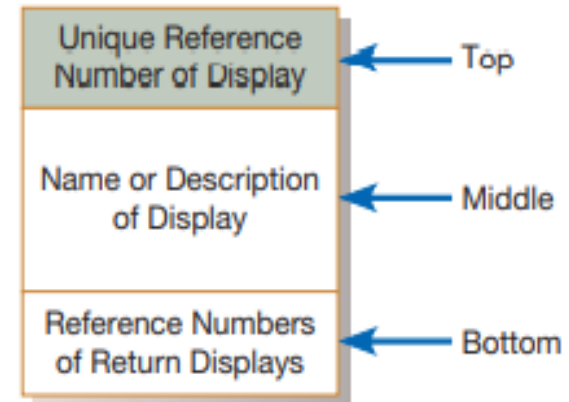 Unique Reference
Number of Display
Top
Name or Description
of Display
Middle
Reference Numbers
of Return Displays
Bottom